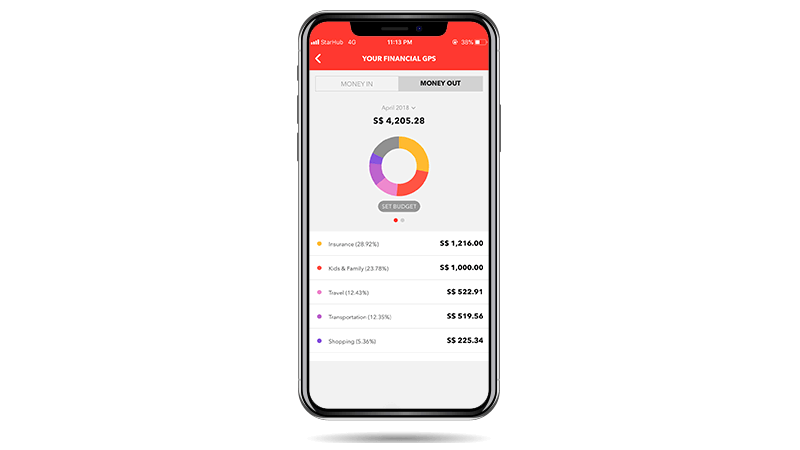 StarHub 4G 11:13 PM 38%
YOUR FINANCIAL GPS
MONEY IN MONEY OUT
April 2018
S$ 4,205.28
SET BUDGET
Insurance (28.92%) S$ 1,216.00
Kids & Family (23.78%) S$ 1,000.00
Travel (12.43%) S$ 522.91
Transportation (12.35%) S$ 519.56
Shopping (5.36%) S$ 225.34